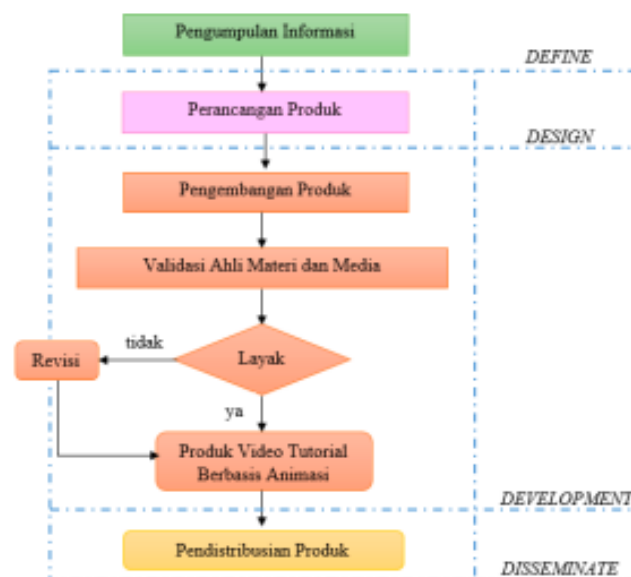 Pengumpulan Informasi
DEFINE
Perancangan Produk
DESIGN
Pengembangan Produk
Validasi Ahli Materi dan Media
tidak
Layak
Revisi
ya
Produk Video Tutorial
Berbasis Animasi
DEVELOPMENT
Pendistribusian Produk
DISSEMINATE